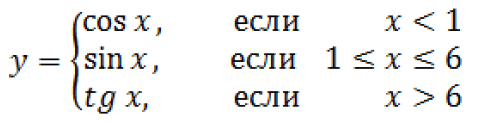 cos x, если x < 1
y = { sin x, если 1 ≤ x ≤ 6
tg x, если x > 6